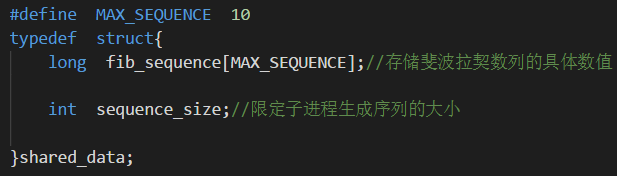 #define  MAX_SEQUENCE  10
typedef  struct{
    long  fib_sequence[MAX_SEQUENCE];//存储斐波拉契数列的具体数值
    int  sequence_size;//限定子进程生成序列的大小
}shared_data;